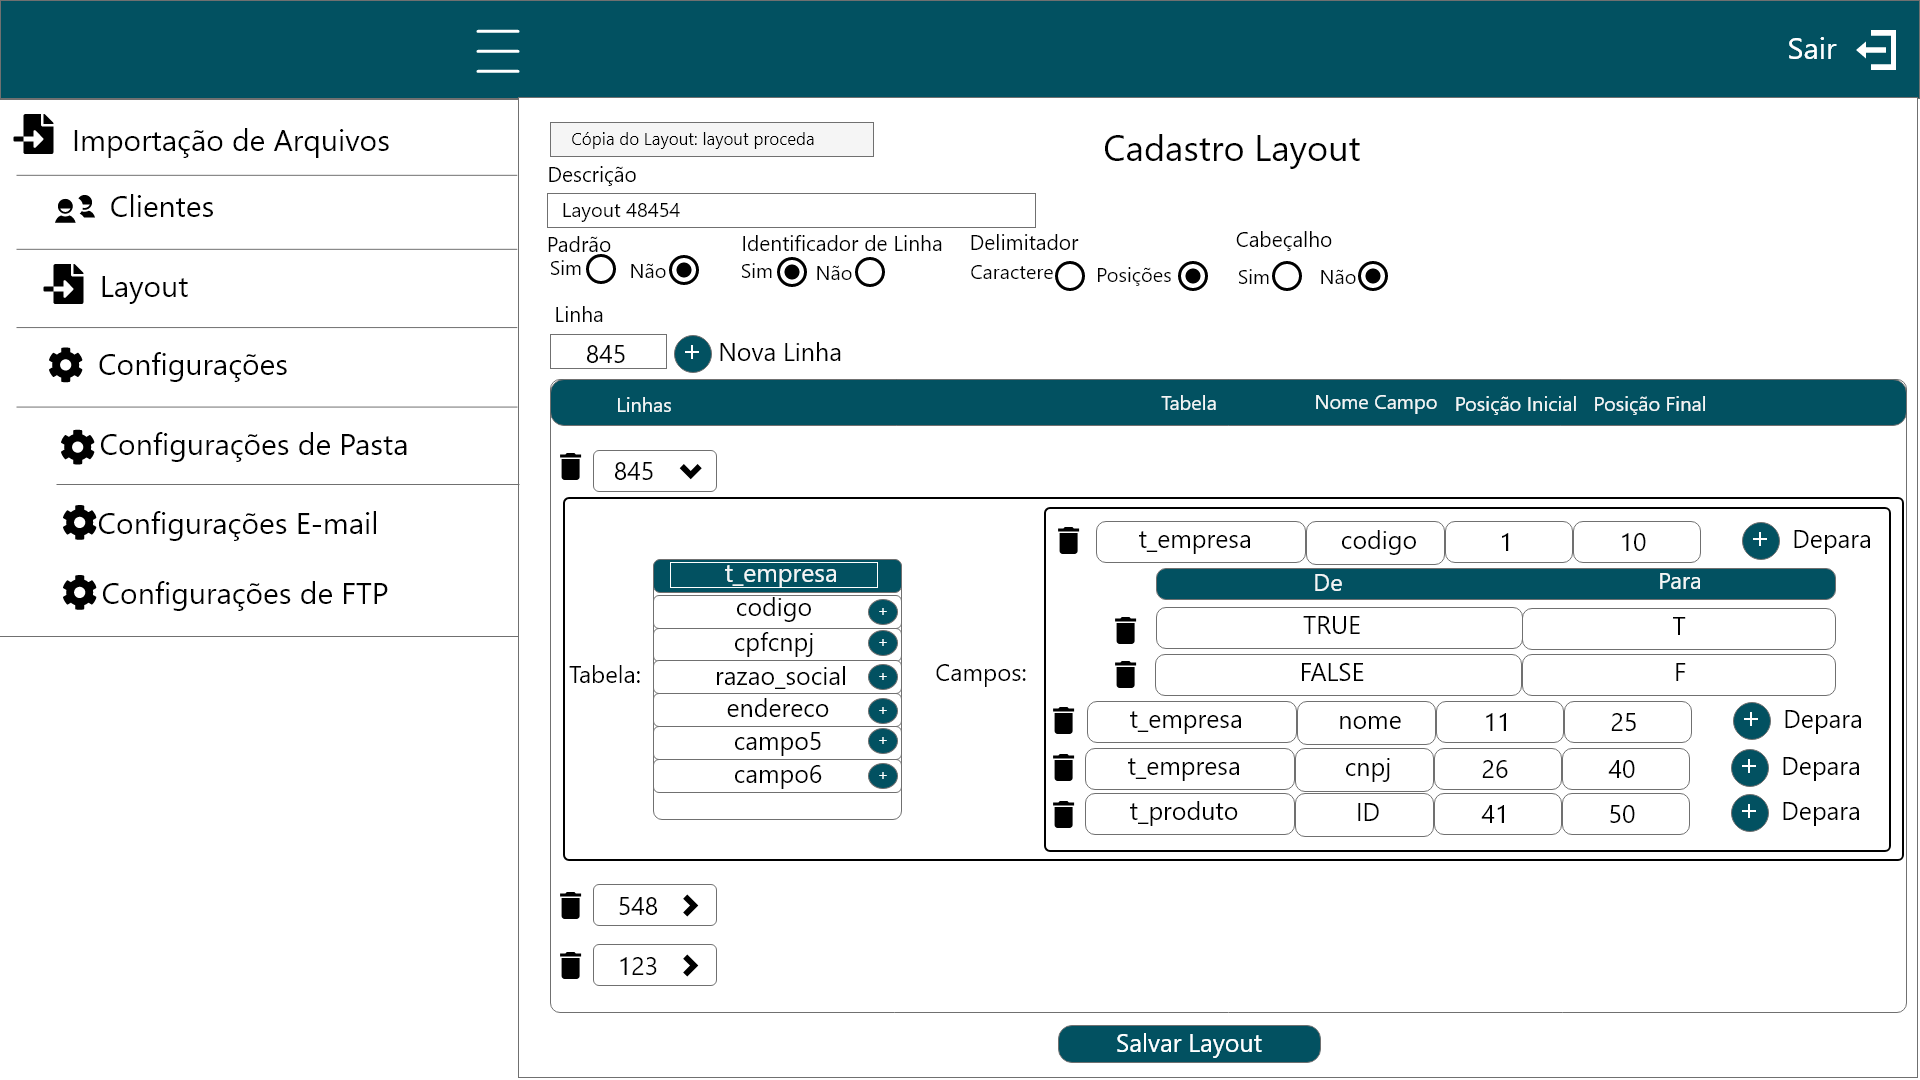 Sair
Importação de Arquivos
Clientes
Layout
Configurações
Configurações de Pasta
Configurações E-mail
Configurações de FTP
Cópia do Layout: layout proceda
Cadastro Layout
Descrição
Layout 48454
Padrão
Sim Não
Identificador de Linha
Sim Não
Delimitador
Caractere Posições
Cabeçalho
Sim Não
Linha
845 + Nova Linha
Linhas Tabela Nome Campo Posição Inicial Posição Final
845
Tabela:
t_empresa
codigo +
cpfcnpj +
razao_social +
endereco +
campo5 +
campo6 +
Campos:
t_empresa codigo 1 10 + Depara
De Para
TRUE T
FALSE F
t_empresa nome 11 25 + Depara
t_empresa cnpj 26 40 + Depara
t_produto ID 41 50 + Depara
548
123
Salvar Layout